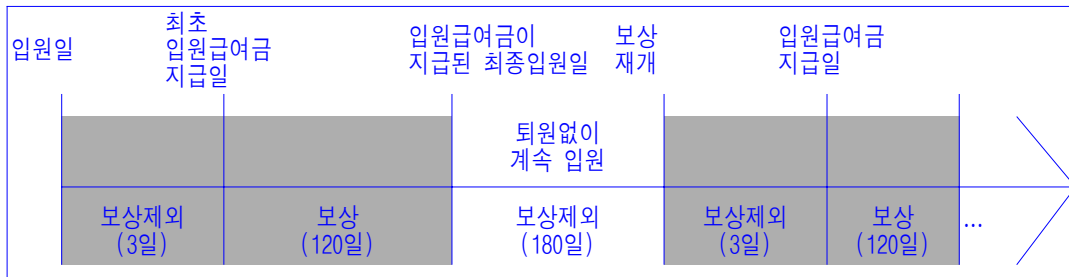 입원일
최초
입원급여금
지급일
입원급여금이
지급된 최종입원일
보상
재개
입원급여금
지급일
퇴원없이
계속 입원
보상제외
(3일)
보상
(120일)
보상제외
(180일)
보상제외
(3일)
보상
(120일)
...